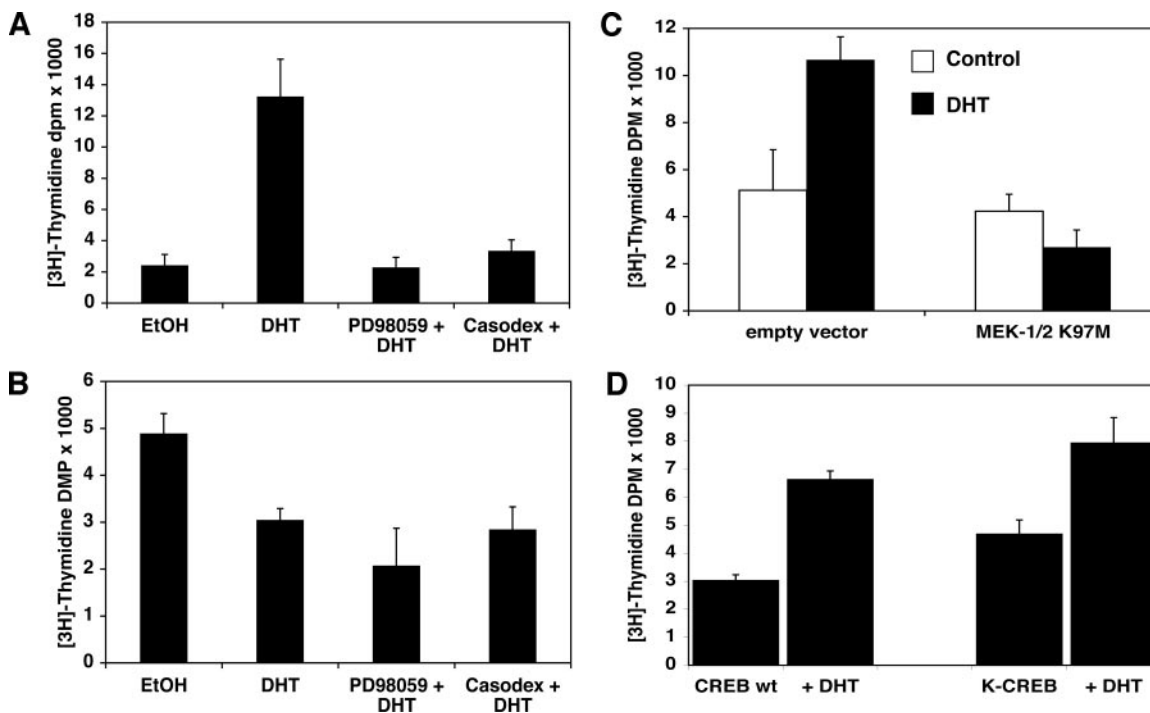 A
[3H]-Thymidine dpm x 1000
18
16
14
12
10
8
6
4
2
0
EtOH
DHT
PD98059 +
DHT
Casodex +
DHT
B
[3H]-Thymidine DMP x 1000
6
5
4
3
2
1
0
EtOH
DHT
PD98059 +
DHT
Casodex +
DHT
C
[3H]-Thymidine DPM x 1000
12
10
8
6
4
2
0
Control
DHT
empty vector
MEK-1/2 K97M
D
[3H]-Thymidine DPM x 1000
10
9
8
7
6
5
4
3
2
1
0
CREB wt
+ DHT
K-CREB
+ DHT